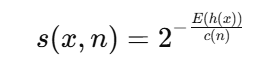 s(x, n) = 2^{-\frac{E(h(x))}{c(n)}}